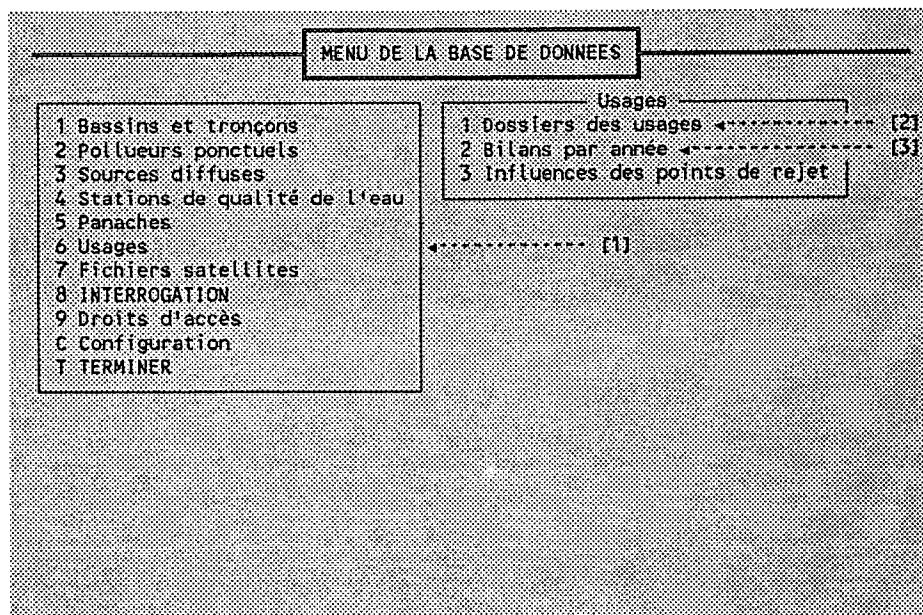 MENU DE LA BASE DE DONNEES
1 Bassins et tronçons
2 Pollueurs ponctuels
3 Sources diffuses
4 Stations de qualité de l'eau
5 Panaches
6 Usages
7 Fichiers satellites
8 INTERROGATION
9 Droits d'accès
C Configuration
T TERMINER
[1]
Usages
1 Dossiers des usages [2]
2 Bilans par année [3]
3 Influences des points de rejet